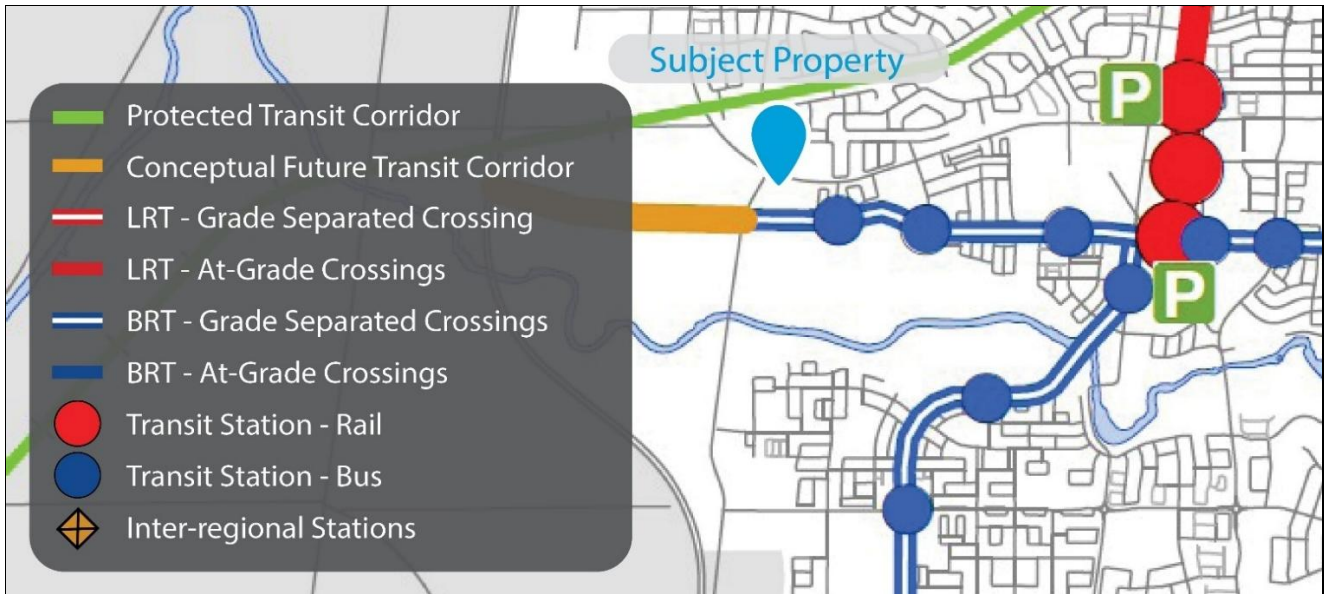 Subject Property
P
Protected Transit Corridor
Conceptual Future Transit Corridor
LRT - Grade Separated Crossing
LRT - At-Grade Crossings
BRT - Grade Separated Crossings
P
BRT - At-Grade Crossings
Transit Station - Rail
Transit Station - Bus
Inter-regional Stations